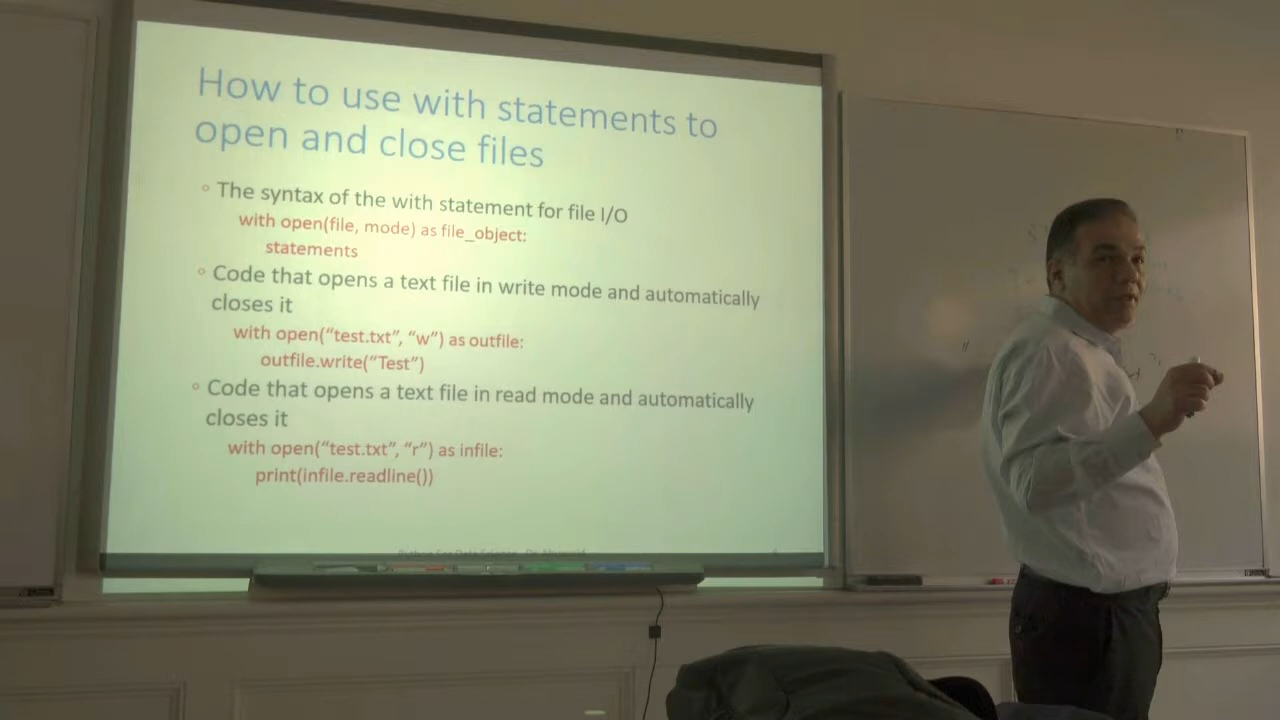 How to use with statements to
open and close files
◦ The syntax of the with statement for file I/O
with open(file, mode) as file_object:
statements
◦ Code that opens a text file in write mode and automatically
closes it
with open(“test.txt”, “w”) as outfile:
outfile.write(“Test”)
◦ Code that opens a text file in read mode and automatically
closes it
with open(“test.txt”, “r”) as infile:
print(infile.readline())